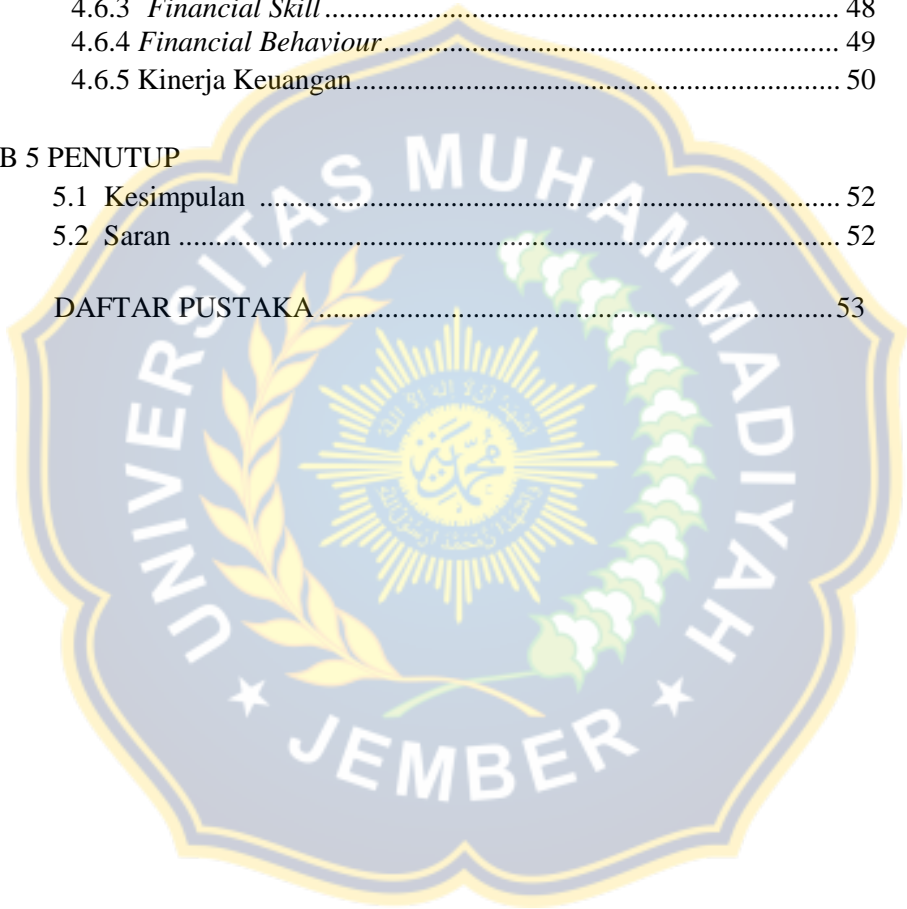 4.6.3 Financial Skill ........................................................................ 48
4.6.4 Financial Behaviour ................................................................ 49
4.6.5 Kinerja Keuangan .................................................................... 50
B 5 PENUTUP
5.1 Kesimpulan ................................................................................. 52
5.2 Saran ............................................................................................ 52
DAFTAR PUSTAKA ........................................................................ 53
UNIVERSITAS MUHAMMADIYAH
JEMBER